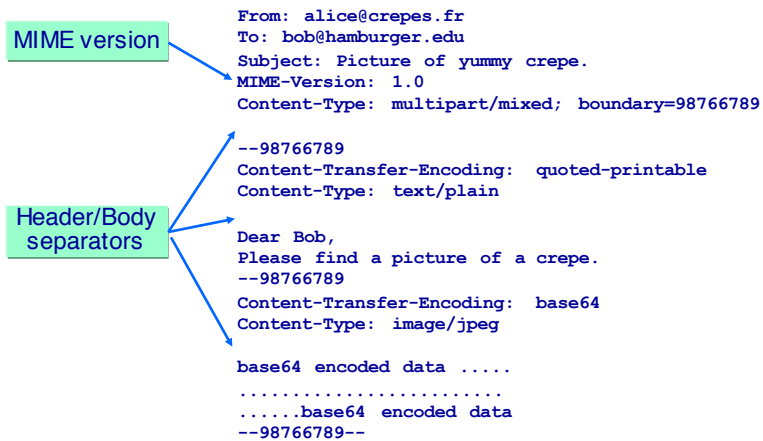 MIME version
From: alice@crepes.fr
To: bob@hamburger.edu
Subject: Picture of yummy crepe.
MIME-Version: 1.0
Content-Type: multipart/mixed; boundary=98766789
--98766789
Content-Transfer-Encoding: quoted-printable
Content-Type: text/plain
Header/Body
separators
Dear Bob,
Please find a picture of a crepe.
--98766789
Content-Transfer-Encoding: base64
Content-Type: image/jpeg
base64 encoded data .....
.........................
......base64 encoded data
--98766789--